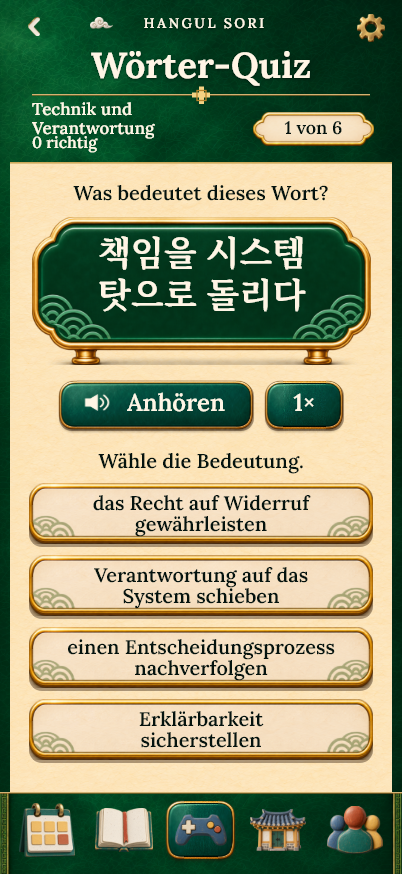 HANGUL SORI
Wörter-Quiz
Technik und
Verantwortung
0 richtig
1 von 6
Was bedeutet dieses Wort?
책임을 시스템
탓으로 돌리다
Anhören
1×
Wähle die Bedeutung.
das Recht auf Widerruf
gewährleisten
Verantwortung auf das
System schieben
einen Entscheidungsprozess
nachverfolgen
Erklärbarkeit
sicherstellen